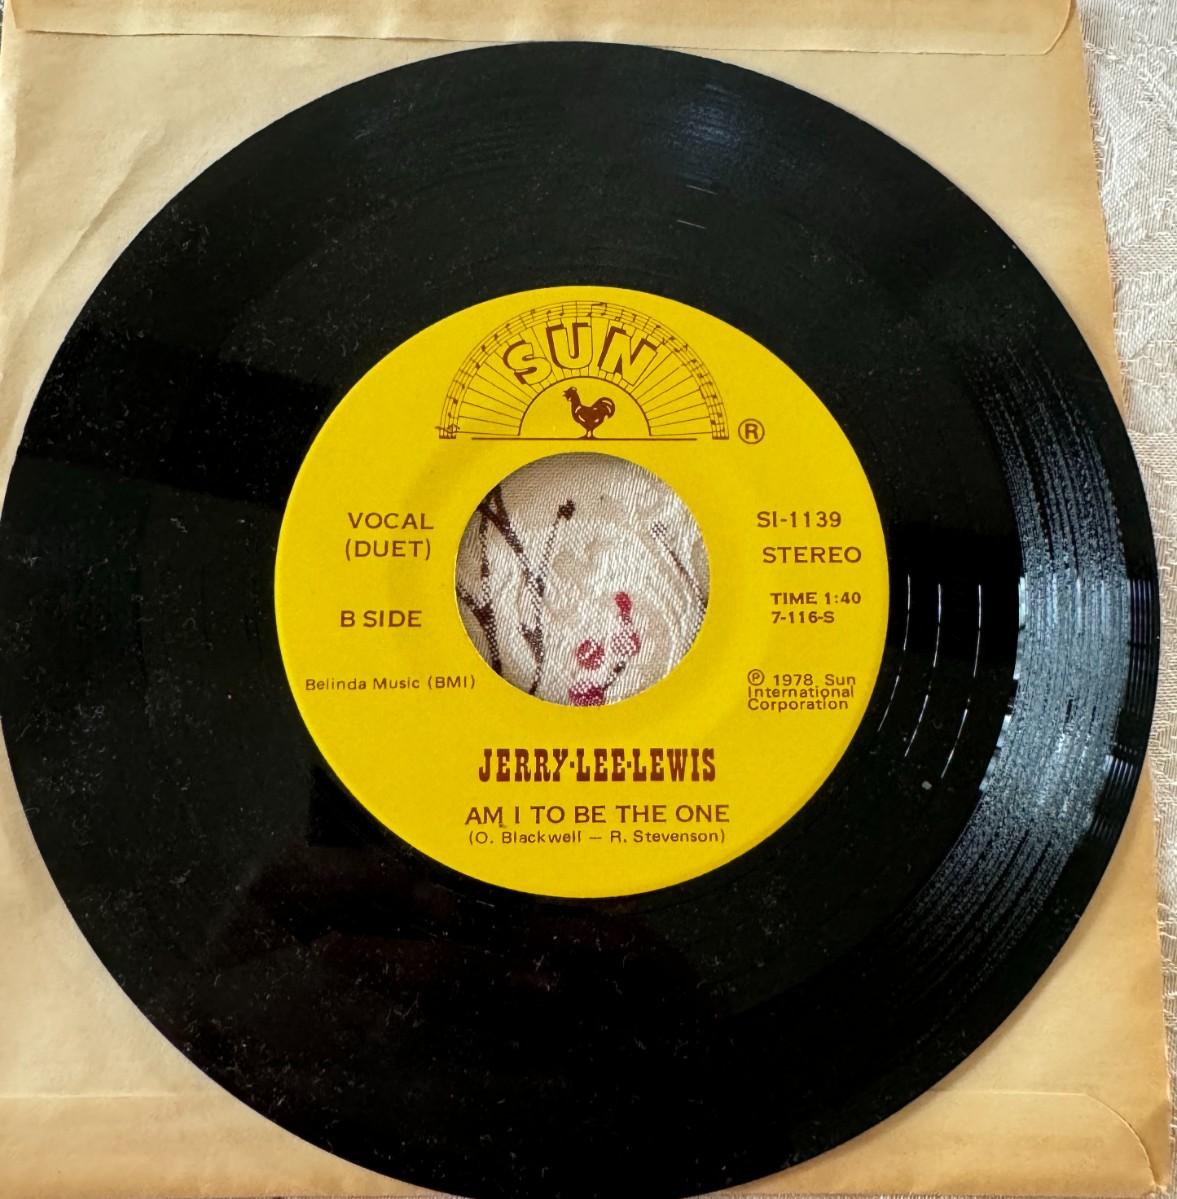 SUN
®
VOCAL
(DUET)
B SIDE
Belinda Music (BMI)
SI-1139
STEREO
TIME 1:40
7-116-S
℗ 1978 Sun
International
Corporation
JERRY·LEE·LEWIS
AM I TO BE THE ONE
(O. Blackwell — R. Stevenson)